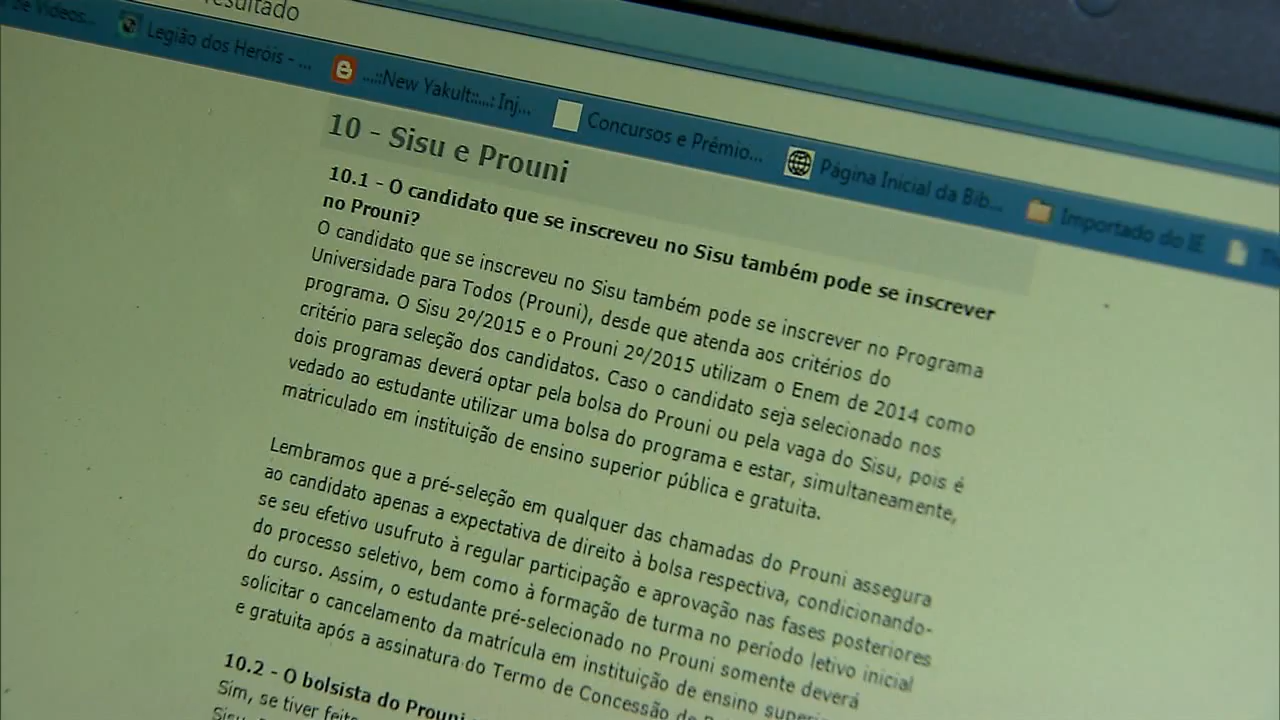 de Vídeos...
resultado
Legião dos Heróis - ...
...::New Yakult::...: Inj...
Concursos e Prêmio...
Página Inicial da Bib...
Importado do IE
10 - Sisu e Prouni
10.1 - O candidato que se inscreveu no Sisu também pode se inscrever
no Prouni?
O candidato que se inscreveu no Sisu também pode se inscrever no Programa
Universidade para Todos (Prouni), desde que atenda aos critérios do
programa. O Sisu 2º/2015 e o Prouni 2º/2015 utilizam o Enem de 2014 como
critério para seleção dos candidatos. Caso o candidato seja selecionado nos
dois programas deverá optar pela bolsa do Prouni ou pela vaga do Sisu, pois é
vedado ao estudante utilizar uma bolsa do programa e estar, simultaneamente,
matriculado em instituição de ensino superior pública e gratuita.
Lembramos que a pré-seleção em qualquer das chamadas do Prouni assegura
ao candidato apenas a expectativa de direito à bolsa respectiva, condicionando-
se seu efetivo usufruto à regular participação e aprovação nas fases posteriores
do processo seletivo, bem como à formação de turma no período letivo inicial
do curso. Assim, o estudante pré-selecionado no Prouni somente deverá
solicitar o cancelamento da matrícula em instituição de ensino
e gratuita após a assinatura do Termo de Concessão de
10.2 - O bolsista do Prouni
Sim, se tiver